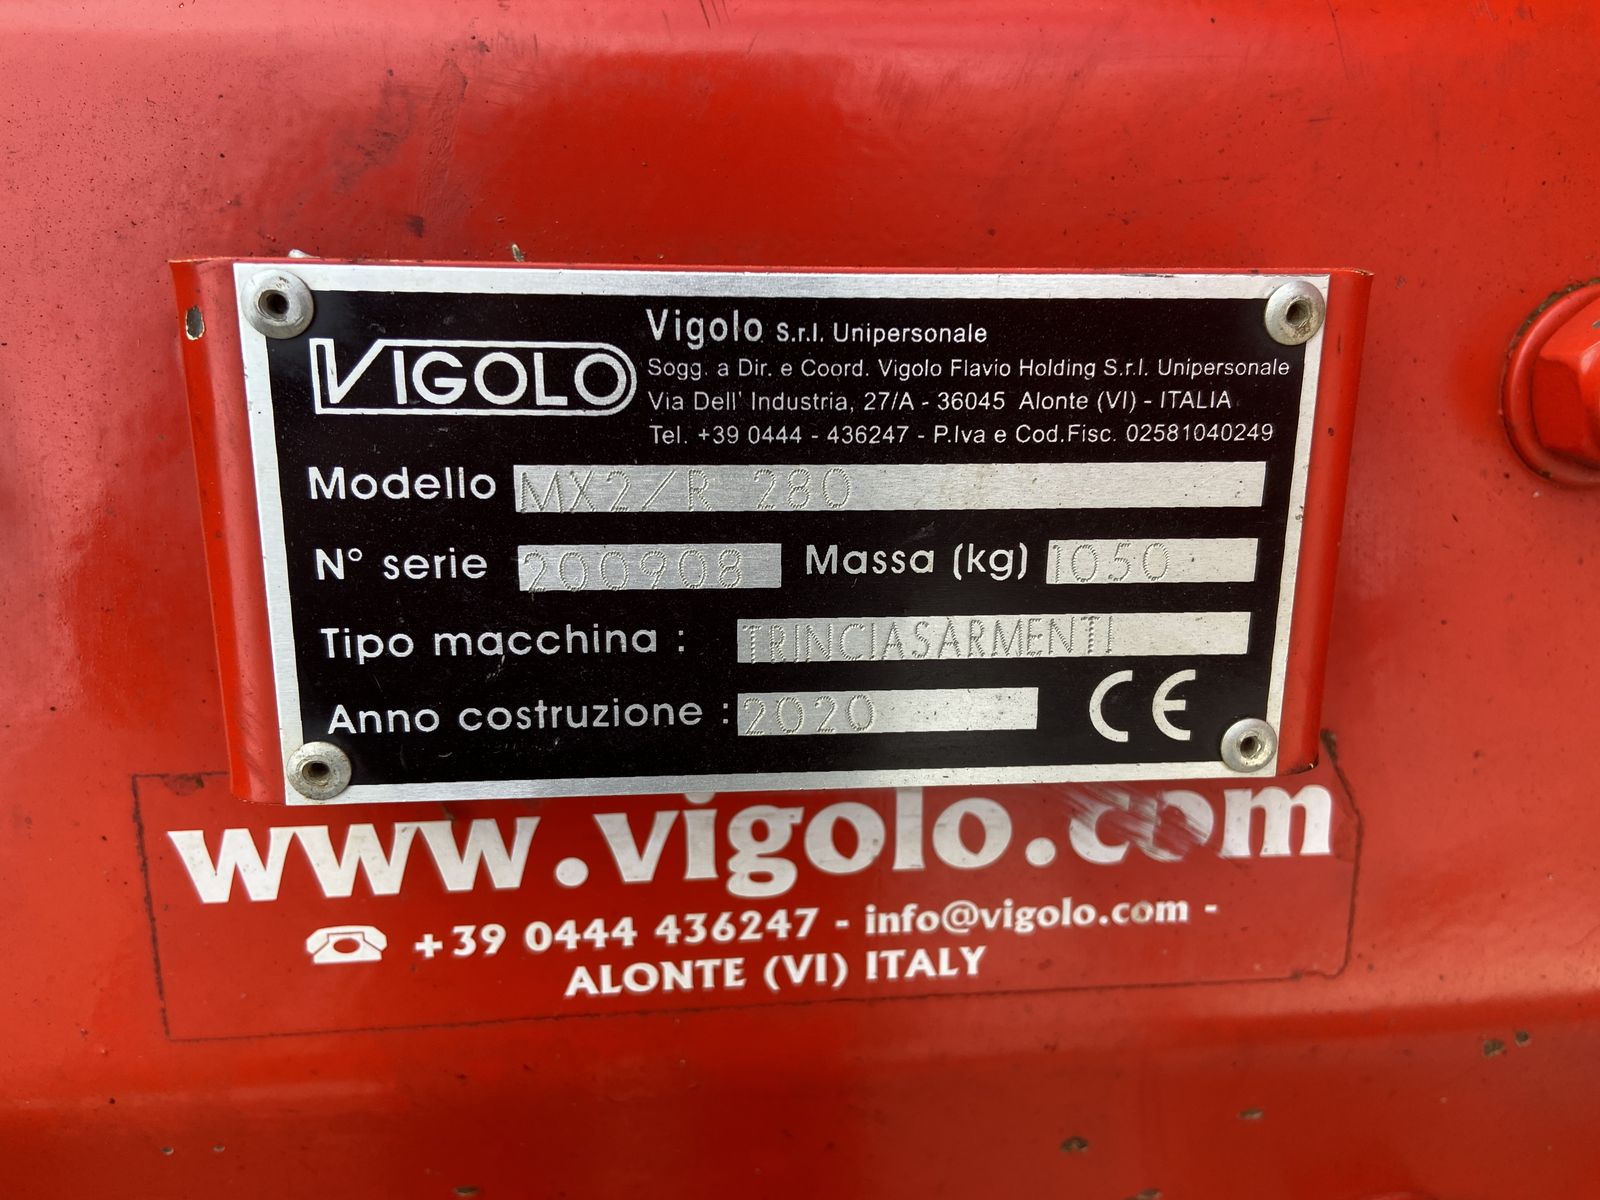 VIGOLO
Vigolo S.r.l. Unipersonale
Sogg. a Dir. e Coord. Vigolo Flavio Holding S.r.l. Unipersonale
Via Dell' Industria, 27/A - 36045 Alonte (VI) - ITALIA
Tel. +39 0444 - 436247 - P.Iva e Cod.Fisc. 02581040249
Modello MX2/R 280
N° serie 200908 Massa (kg) 1050
Tipo macchina : TRINCIASARMENTI
Anno costruzione : 2020 CE
www.vigolo.com
+39 0444 436247 - info@vigolo.com -
ALONTE (VI) ITALY